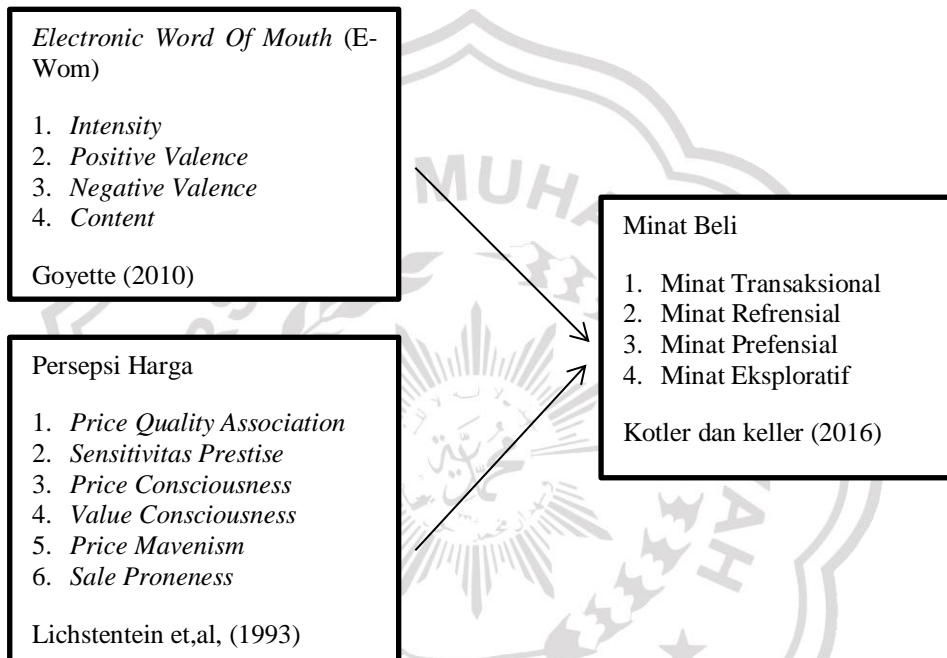 Electronic Word Of Mouth (E-
Wom)
1. Intensity
2. Positive Valence
3. Negative Valence
4. Content
Goyette (2010)
Persepsi Harga
1. Price Quality Association
2. Sensitivitas Prestise
3. Price Consciousness
4. Value Consciousness
5. Price Mavenism
6. Sale Proneness
Lichstentein et,al, (1993)
Minat Beli
1. Minat Transaksional
2. Minat Refrensial
3. Minat Prefensial
4. Minat Eksploratif
Kotler dan keller (2016)
MUHA